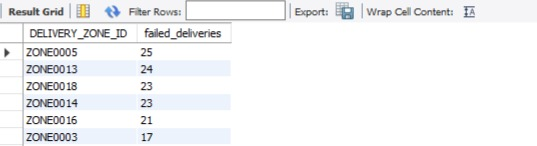 Result Grid Filter Rows: Export: Wrap Cell Content: IA
DELIVERY_ZONE_ID failed_deliveries
ZONE0005 25
ZONE0013 24
ZONE0018 23
ZONE0014 23
ZONE0016 21
ZONE0003 17